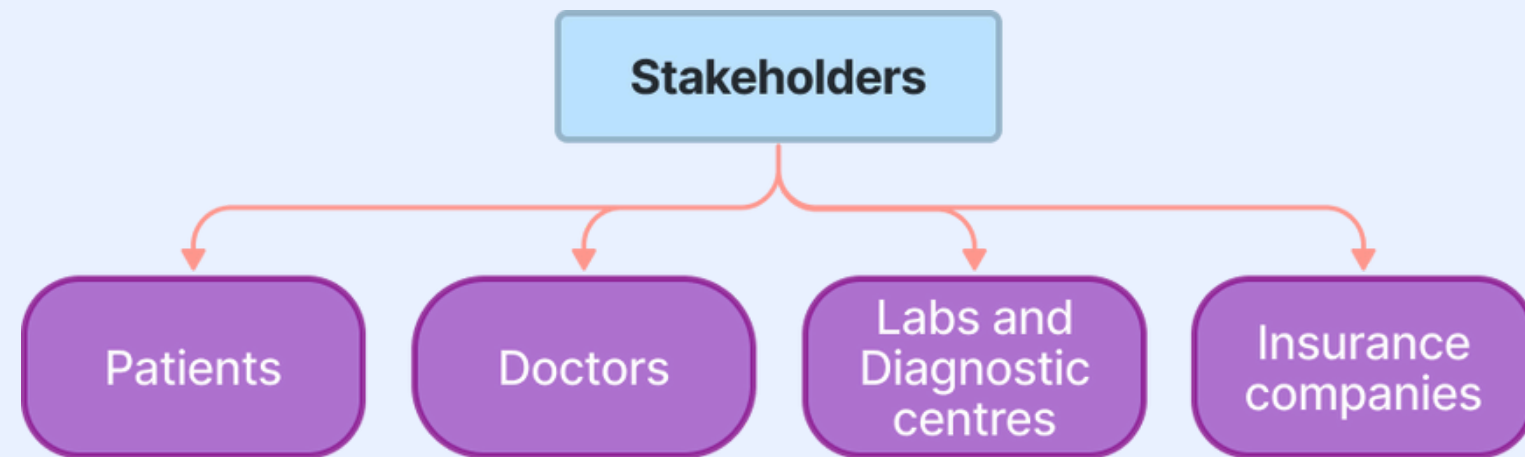 Stakeholders
Patients
Doctors
Labs and
Diagnostic
centres
Insurance
companies